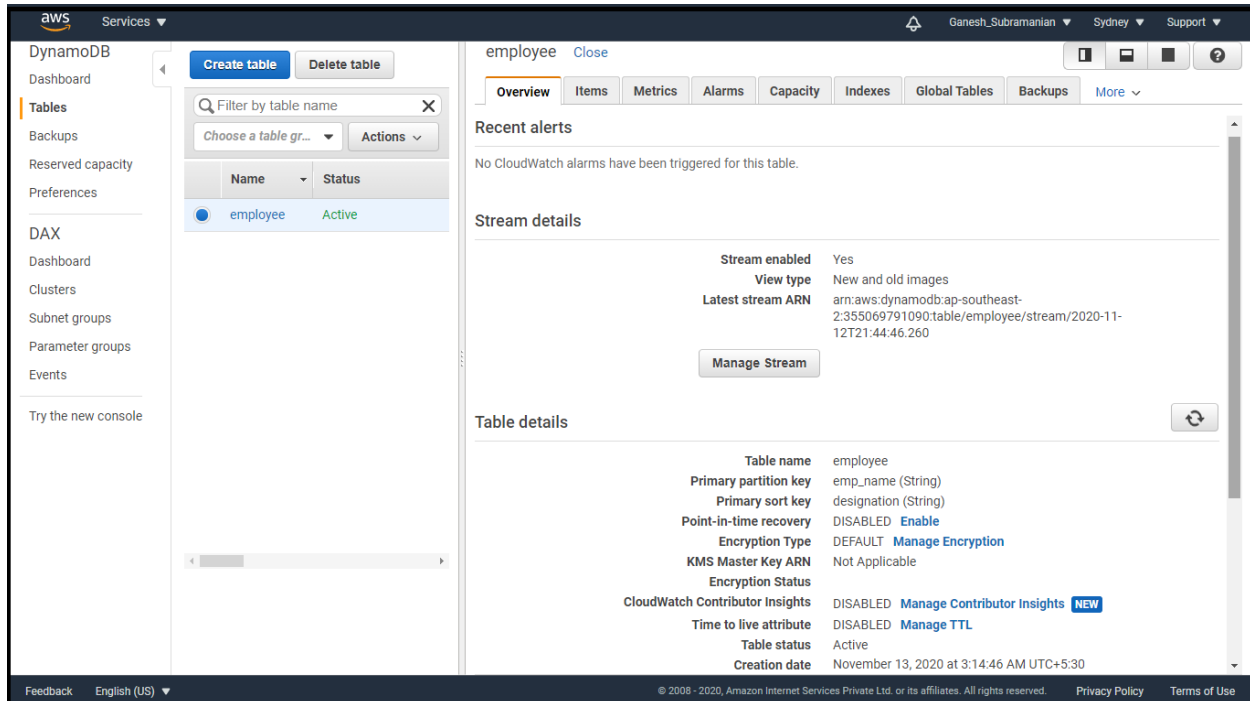 aws Services Ganesh_Subramanian Sydney Support
DynamoDB
Dashboard
Tables
Backups
Reserved capacity
Preferences
DAX
Dashboard
Clusters
Subnet groups
Parameter groups
Events
Try the new console
Create table Delete table
Filter by table name
Choose a table gr... Actions
Name Status
employee Active
employee Close
Overview Items Metrics Alarms Capacity Indexes Global Tables Backups More
Recent alerts
No CloudWatch alarms have been triggered for this table.
Stream details
Stream enabled Yes
View type New and old images
Latest stream ARN arn:aws:dynamodb:ap-southeast-
2:355069791090:table/employee/stream/2020-11-
12T21:44:46.260
Manage Stream
Table details
Table name employee
Primary partition key emp_name (String)
Primary sort key designation (String)
Point-in-time recovery DISABLED Enable
Encryption Type DEFAULT Manage Encryption
KMS Master Key ARN Not Applicable
Encryption Status
CloudWatch Contributor Insights DISABLED Manage Contributor Insights NEW
Time to live attribute DISABLED Manage TTL
Table status Active
Creation date November 13, 2020 at 3:14:46 AM UTC+5:30
Feedback English (US) © 2008 - 2020, Amazon Internet Services Private Ltd. or its affiliates. All rights reserved. Privacy Policy Terms of Use